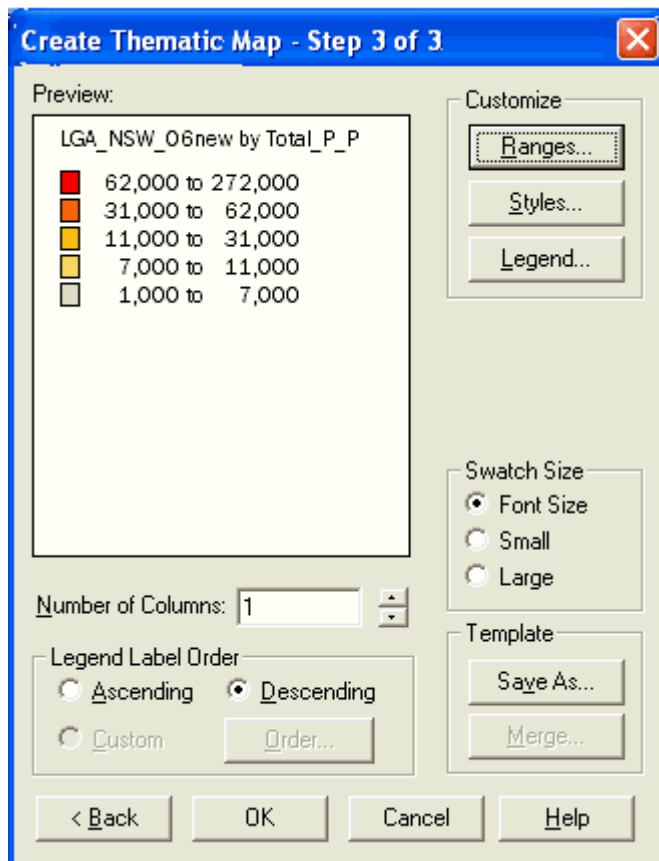 Create Thematic Map - Step 3 of 3
Preview:
LGA_NSW_06new by Total_P_P
62,000 to 272,000
31,000 to 62,000
11,000 to 31,000
7,000 to 11,000
1,000 to 7,000
Customize
Ranges...
Styles...
Legend...
Swatch Size
Font Size
Small
Large
Number of Columns: 1
Legend Label Order
Ascending Descending
Custom Order...
Template
Save As...
Merge...
< Back OK Cancel Help